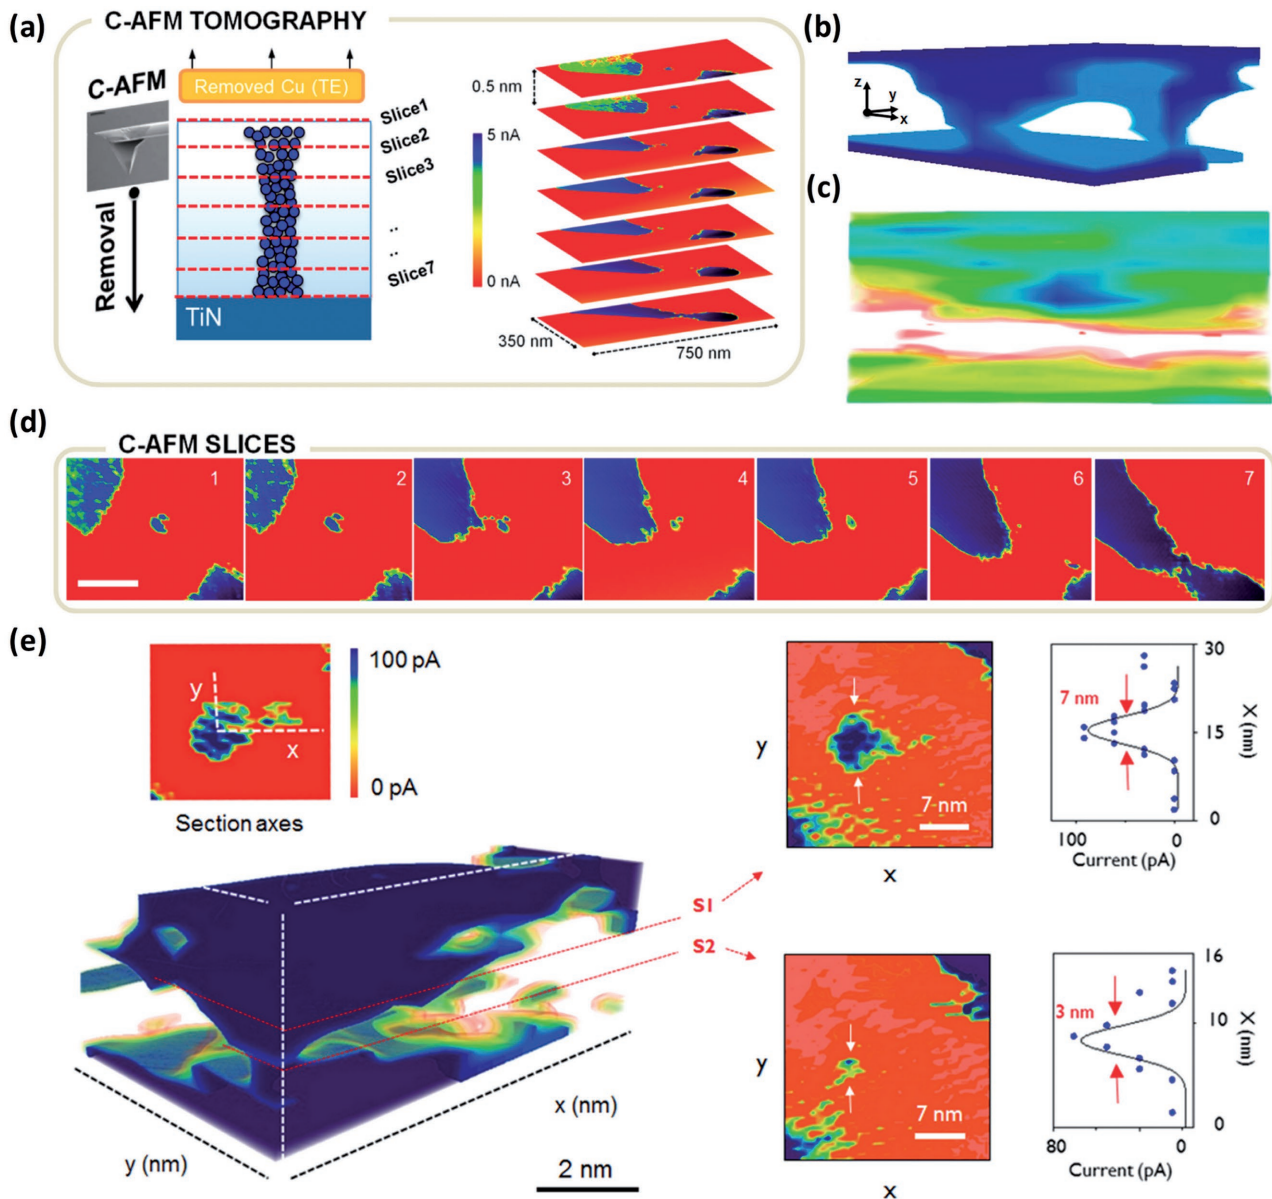 (a)
C-AFM TOMOGRAPHY
C-AFM
Removed Cu (TE)
Removal
TiN
Slice1
Slice2
Slice3
..
..
Slice7
0.5 nm
5 nA
0 nA
350 nm
750 nm
(b)
z
y
x
(c)
(d)
C-AFM SLICES
1
2
3
4
5
6
7
(e)
y
x
100 pA
0 pA
Section axes
S1
S2
y (nm)
x (nm)
2 nm
y
7 nm
x
7 nm
30
15
0
X (nm)
100
0
Current (pA)
y
7 nm
x
3 nm
16
10
0
X (nm)
80
0
Current (pA)